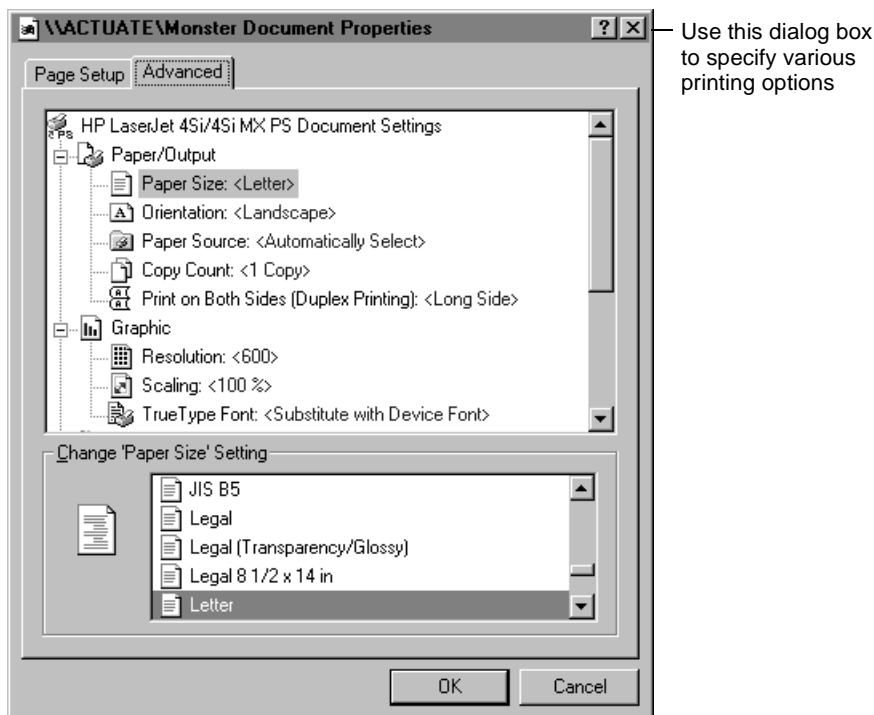 \\ACTUATE\Monster Document Properties
Use this dialog box
to specify various
printing options
Page Setup
Advanced
HP LaserJet 4Si/4Si MX PS Document Settings
Paper/Output
Paper Size: <Letter>
Orientation: <Landscape>
Paper Source: <Automatically Select>
Copy Count: <1 Copy>
Print on Both Sides (Duplex Printing): <Long Side>
Graphic
Resolution: <600>
Scaling: <100 %>
TrueType Font: <Substitute with Device Font>
Change 'Paper Size' Setting
JIS B5
Legal
Legal (Transparency/Glossy)
Legal 8 1/2 x 14 in
Letter
OK
Cancel